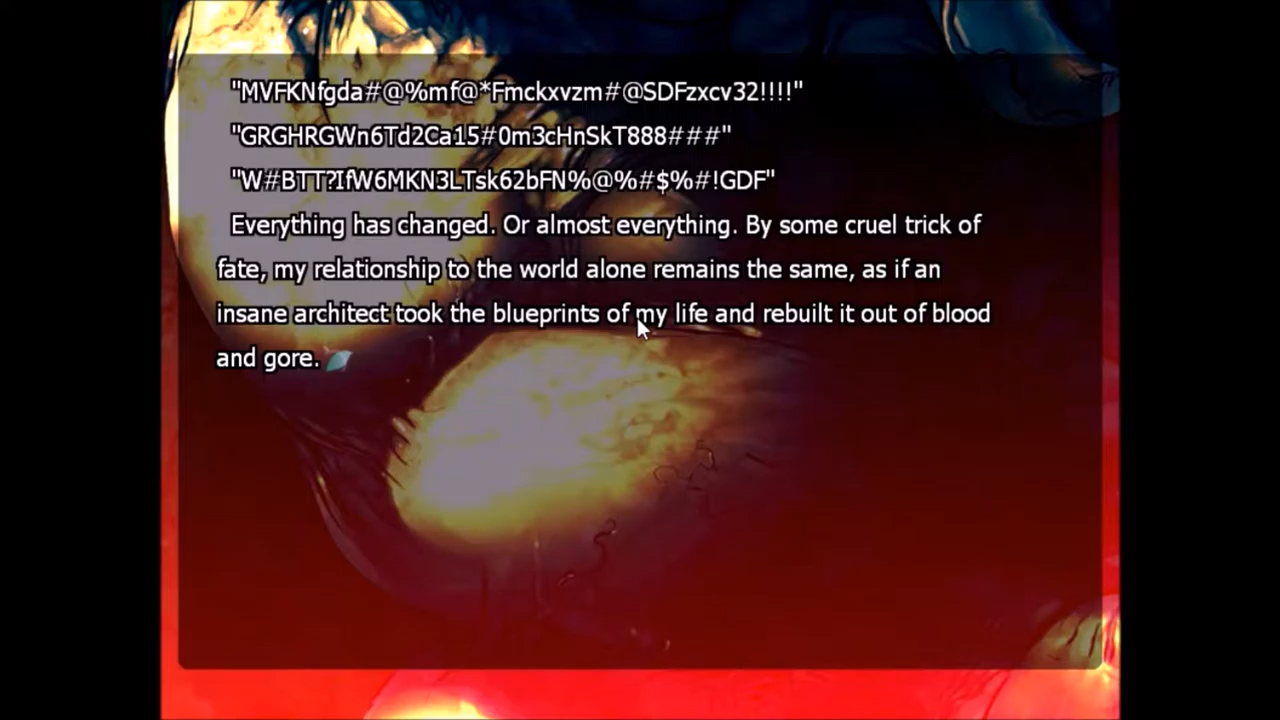 "MVFKNfgda#@%mf@*Fmckxvzm#@SDFzxcv32!!!!"
"GRGHRGWn6Td2Ca15#0m3cHnSkT888###"
"W#BTT?IfW6MKN3LTsk62bFN%@%#$%#!GDF"
Everything has changed. Or almost everything. By some cruel trick of
fate, my relationship to the world alone remains the same, as if an
insane architect took the blueprints of my life and rebuilt it out of blood
and gore.